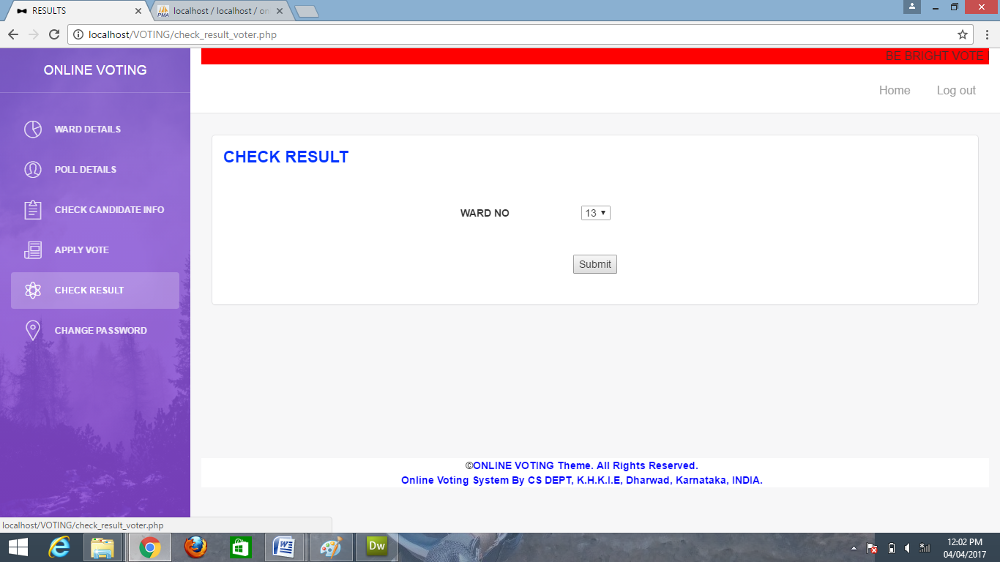 RESULTS
localhost / localhost / on
localhost/VOTING/check_result_voter.php
ONLINE VOTING
BE BRIGHT VOTE
Home
Log out
WARD DETAILS
POLL DETAILS
CHECK CANDIDATE INFO
APPLY VOTE
CHECK RESULT
CHANGE PASSWORD
CHECK RESULT
WARD NO
13
Submit
©ONLINE VOTING Theme. All Rights Reserved.
Online Voting System By CS DEPT, K.H.K.I.E, Dharwad, Karnataka, INDIA.
localhost/VOTING/check_result_voter.php
Dw
12:02 PM
04/04/2017